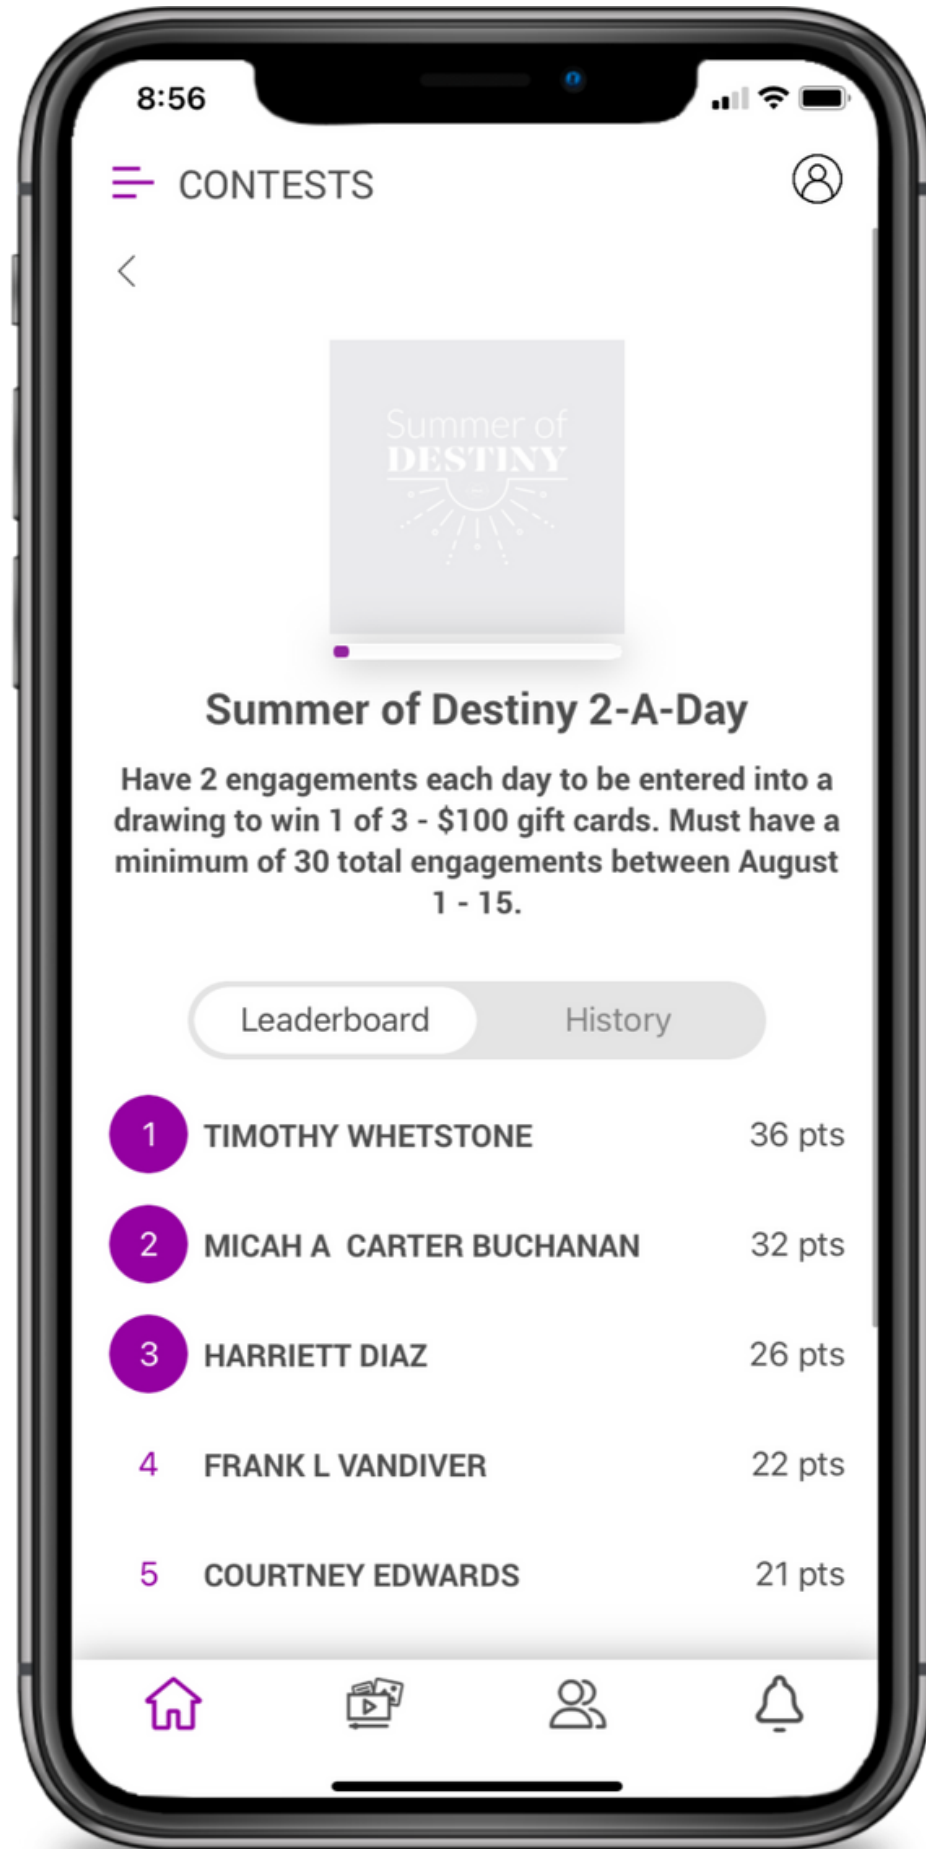 8:56
CONTESTS
Summer of
DESTINY
Summer of Destiny 2-A-Day
Have 2 engagements each day to be entered into a
drawing to win 1 of 3 - $100 gift cards. Must have a
minimum of 30 total engagements between August
1 - 15.
Leaderboard History
1 TIMOTHY WHETSTONE 36 pts
2 MICAH A  CARTER BUCHANAN 32 pts
3 HARRIETT DIAZ 26 pts
4 FRANK L VANDIVER 22 pts
5 COURTNEY EDWARDS 21 pts